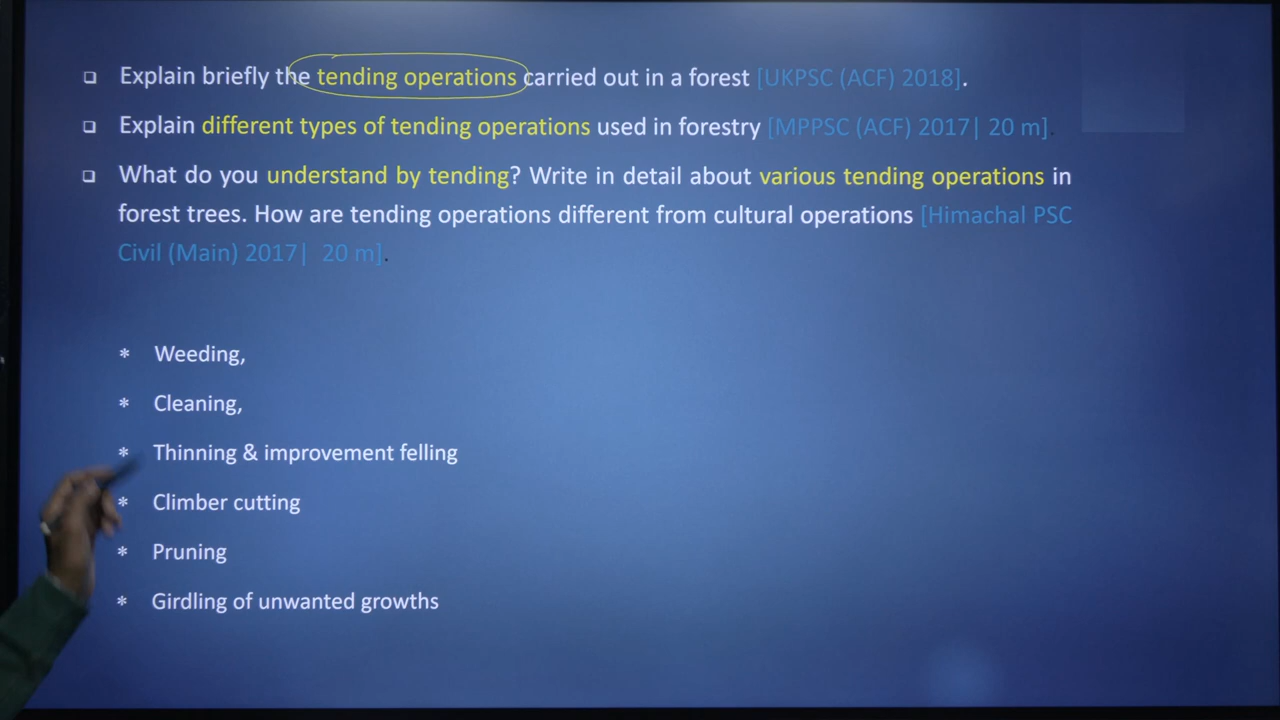 ❑ Explain briefly the tending operations carried out in a forest [UKPSC (ACF) 2018].
❑ Explain different types of tending operations used in forestry [MPPSC (ACF) 2017| 20 m].
❑ What do you understand by tending? Write in detail about various tending operations in
forest trees. How are tending operations different from cultural operations [Himachal PSC
Civil (Main) 2017| 20 m].
* Weeding,
* Cleaning,
* Thinning & improvement felling
* Climber cutting
* Pruning
* Girdling of unwanted growths